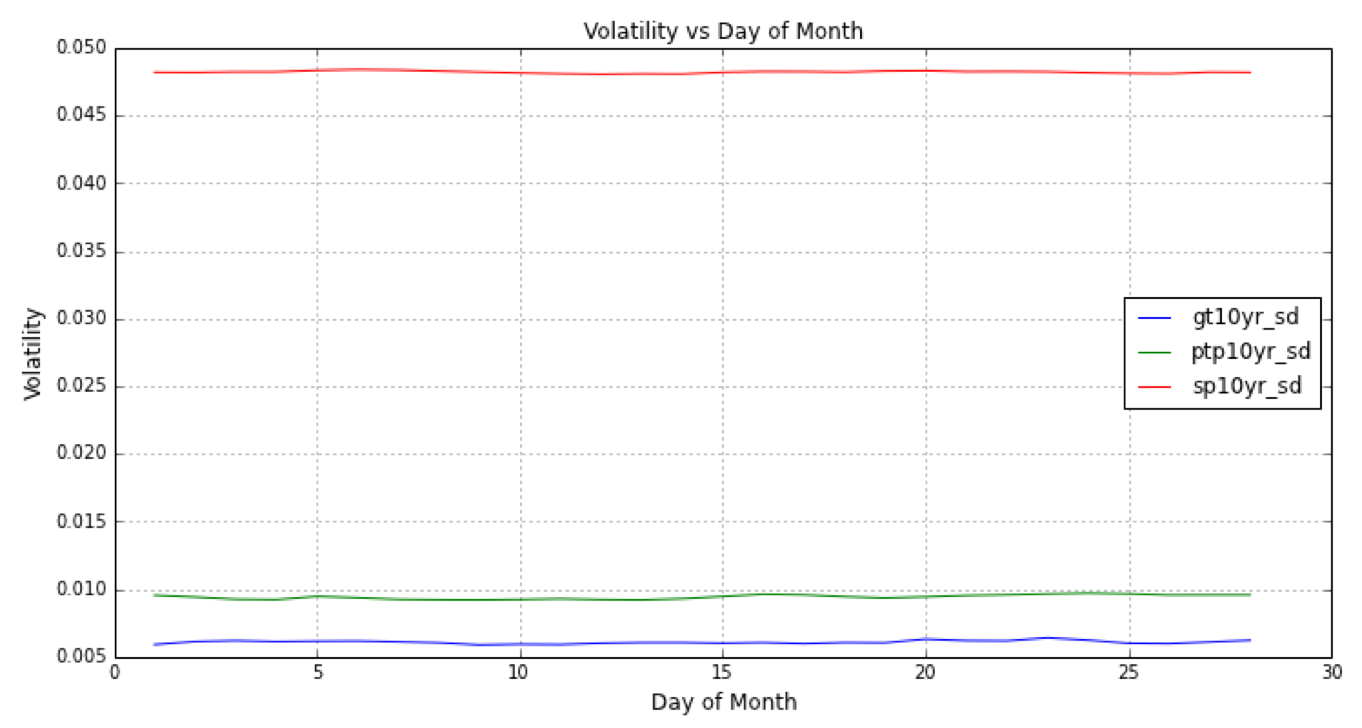 Volatility vs Day of Month
0.050
0.045
0.040
0.035
0.030
0.025
0.020
0.015
0.010
0.005
Volatility
gt10yr_sd
ptp10yr_sd
sp10yr_sd
0 5 10 15 20 25 30
Day of Month